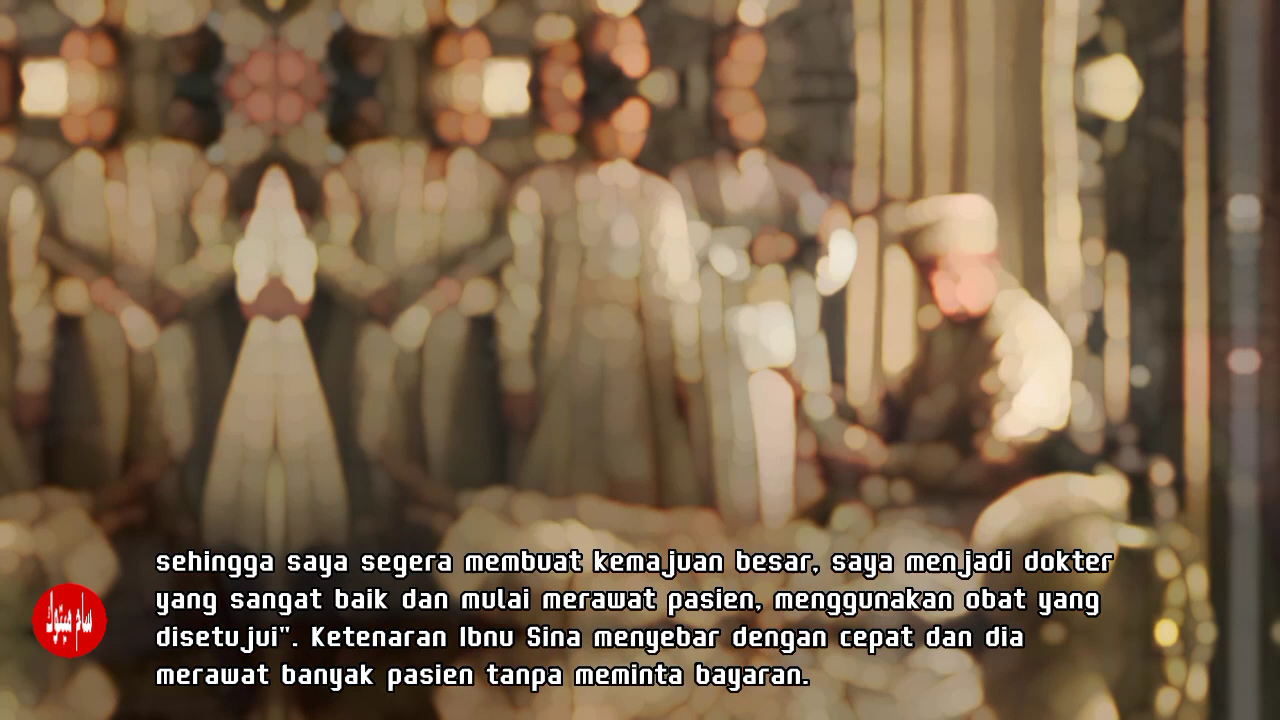 sehingga saya segera membuat kemajuan besar, saya menjadi dokter
yang sangat baik dan mulai merawat pasien, menggunakan obat yang
disetujui". Ketenaran Ibnu Sina menyebar dengan cepat dan dia
merawat banyak pasien tanpa meminta bayaran.